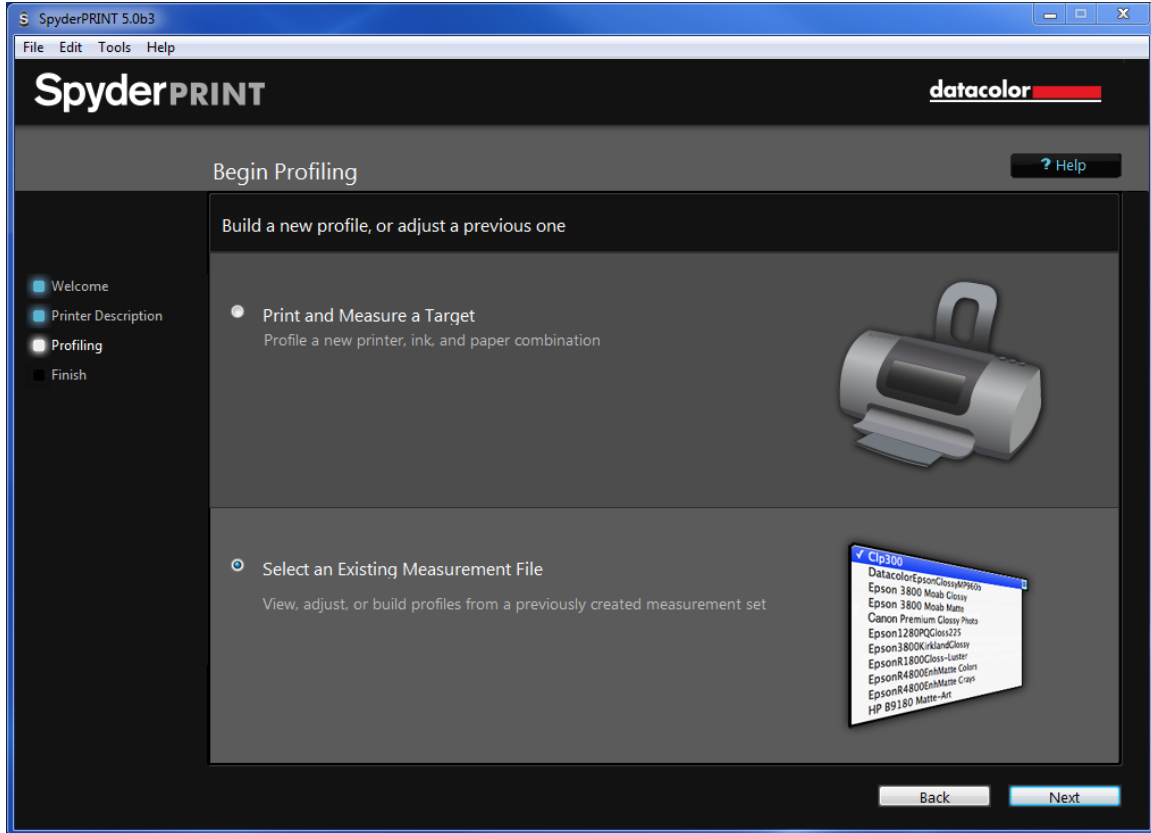 SpyderPRINT 5.0b3
File Edit Tools Help
SpyderPRINT
datacolor
Begin Profiling
? Help
Build a new profile, or adjust a previous one
Welcome
Printer Description
Profiling
Finish
Print and Measure a Target
Profile a new printer, ink, and paper combination
Select an Existing Measurement File
View, adjust, or build profiles from a previously created measurement set
✓ Clp300
DatacolorEpsonGlossyMP960s
Epson 3800 Moab Glossy
Epson 3800 Moab Matte
Canon Premium Glossy Photo
Epson1280PQGloss225
Epson3800KirklandGlossy
EpsonR1800Gloss-Luster
EpsonR4800EnhMatte Colors
EpsonR4800EnhMatte Grays
HP B9180 Matte-Art
Back
Next